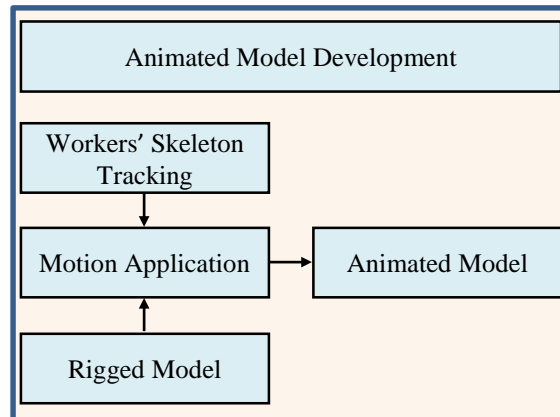 Animated Model Development
Workers’ Skeleton
Tracking
Motion Application
Animated Model
Rigged Model